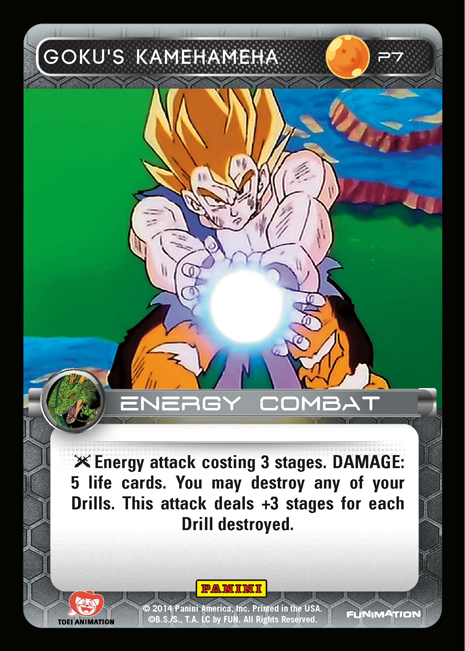 GOKU'S KAMEHAMEHA P7
ENERGY COMBAT
Energy attack costing 3 stages. DAMAGE:
5 life cards. You may destroy any of your
Drills. This attack deals +3 stages for each
Drill destroyed.
PANINI
TOEI ANIMATION
© 2014 Panini America, Inc. Printed in the USA.
©B.S./S., T.A. LC by FUN. All Rights Reserved.
FUNIMATION